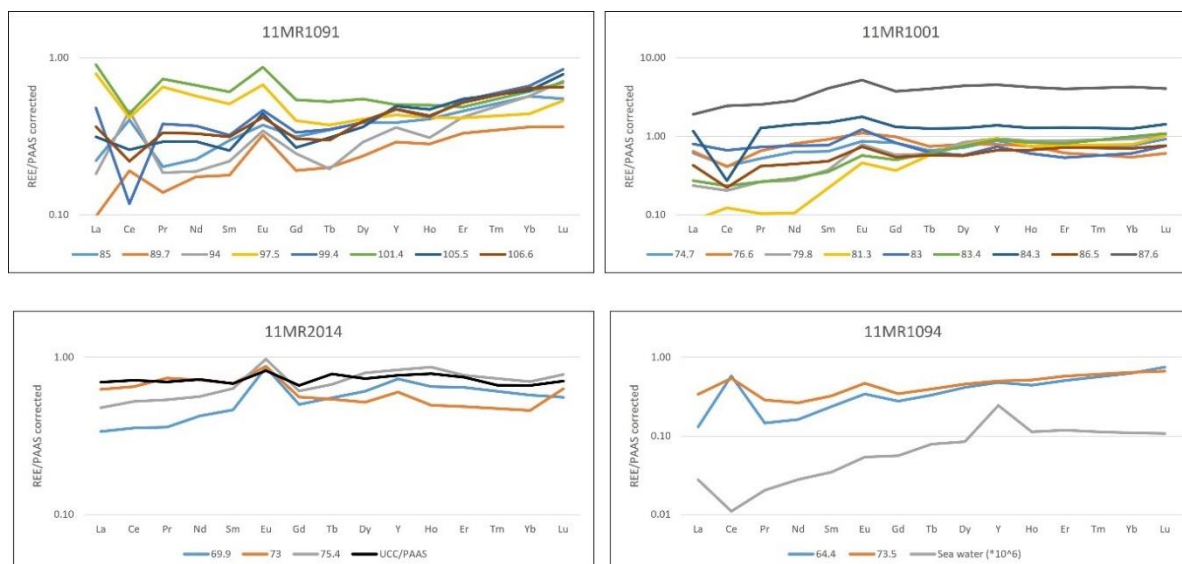 11MR1091
1.00
REE/PAAS corrected
0.10
La Ce Pr Nd Sm Eu Gd Tb Dy Y Ho Er Tm Yb Lu
85 89.7 94 97.5 99.4 101.4 105.5 106.6
11MR1001
10.00
REE/PAAS corrected
1.00
0.10
La Ce Pr Nd Sm Eu Gd Tb Dy Y Ho Er Tm Yb Lu
74.7 76.6 79.8 81.3 83 83.4 84.3 86.5 87.6
11MR2014
1.00
REE/PAAS corrected
0.10
La Ce Pr Nd Sm Eu Gd Tb Dy Y Ho Er Tm Yb Lu
69.9 73 75.4 UCC/PAAS
11MR1094
1.00
REE/PAAS corrected
0.10
0.01
La Ce Pr Nd Sm Eu Gd Tb Dy Y Ho Er Tm Yb Lu
64.4 73.5 Sea water (*10^6)